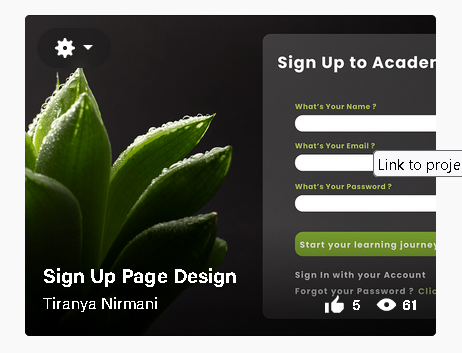 Sign Up to Acader
What's Your Name ?
What's Your Email ?
Link to proje
What's Your Password ?
Start your learning journey
Sign In with your Account
Forgot your Password ? Clic
Sign Up Page Design
Tiranya Nirmani
5 61